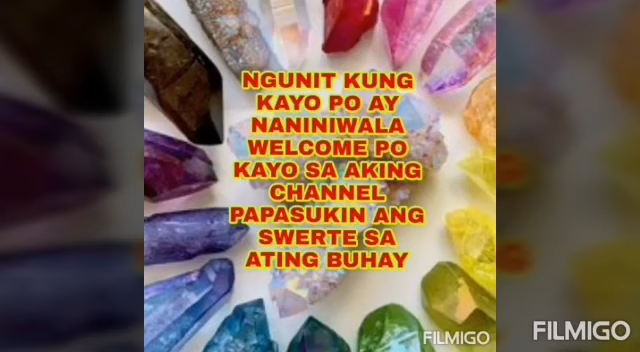 NGUNIT KUNG
KAYO PO AY
NANINIWALA
WELCOME PO
KAYO SA AKING
CHANNEL
PAPASUKIN ANG
SWERTE SA
ATING BUHAY
FILMIGO
FILMIGO